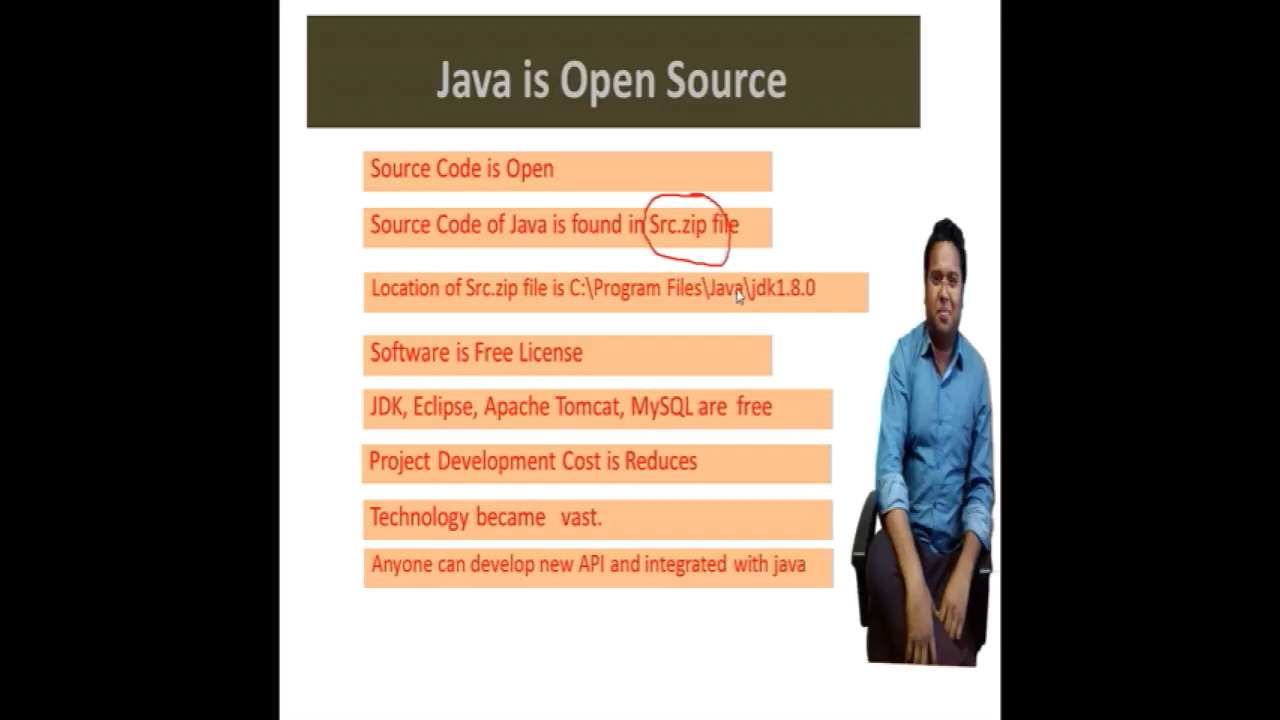 Java is Open Source
Source Code is Open
Source Code of Java is found in Src.zip file
Location of Src.zip file is C:\Program Files\Java\jdk1.8.0
Software is Free License
JDK, Eclipse, Apache Tomcat, MySQL are free
Project Development Cost is Reduces
Technology became vast.
Anyone can develop new API and integrated with java